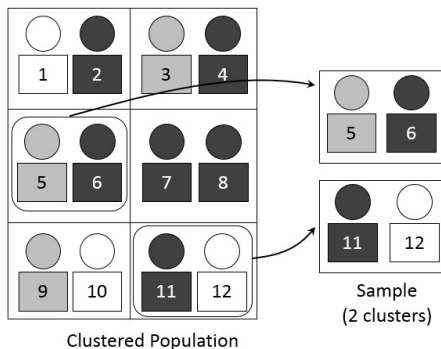 1 2 3 4
5 6 7 8
9 10 11 12
Clustered Population
5 6
11 12
Sample
(2 clusters)